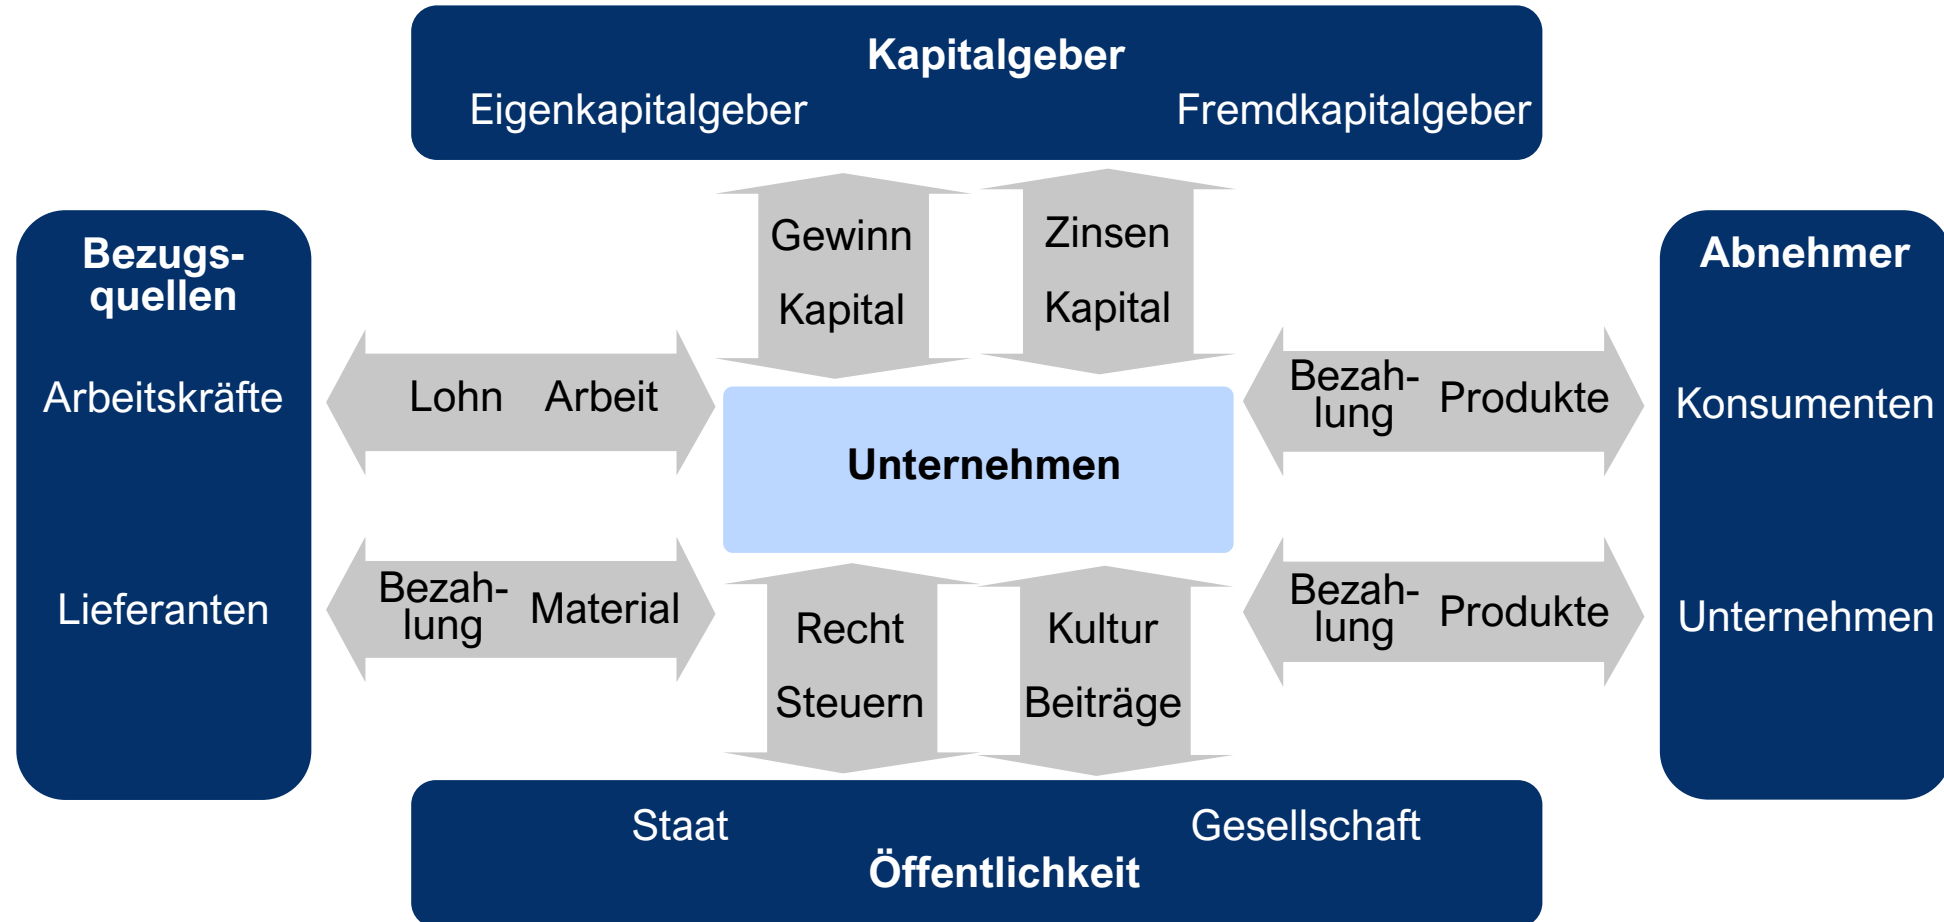 Kapitalgeber
Eigenkapitalgeber Fremdkapitalgeber
Bezugs-
quellen
Arbeitskräfte
Lieferanten
Gewinn
Kapital
Zinsen
Kapital
Lohn Arbeit
Bezah-
lung
Material
Unternehmen
Bezah-
lung
Produkte
Bezah-
lung
Produkte
Recht
Steuern
Kultur
Beiträge
Abnehmer
Konsumenten
Unternehmen
Staat Gesellschaft
Öffentlichkeit